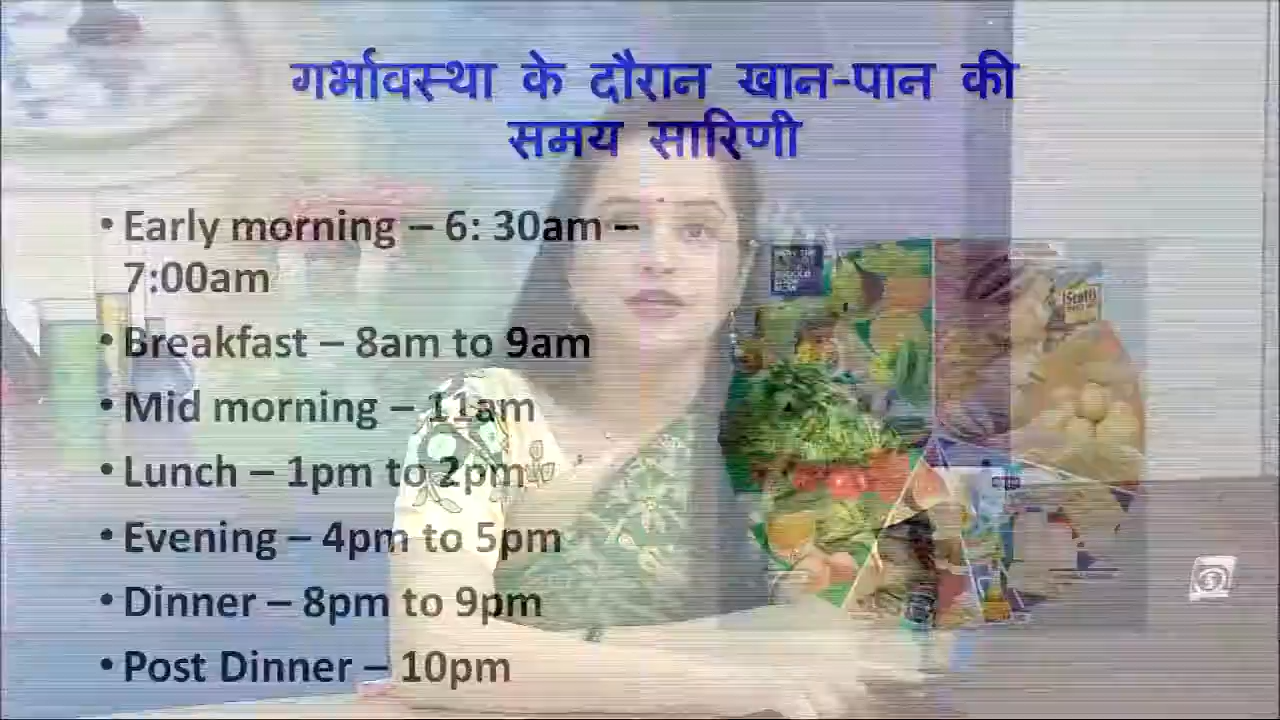 गर्भावस्था के दौरान खान-पान की
समय सारिणी
• Early morning – 6: 30am –
7:00am
• Breakfast – 8am to 9am
• Mid morning – 11am
• Lunch – 1pm to 2pm
• Evening – 4pm to 5pm
• Dinner – 8pm to 9pm
• Post Dinner – 10pm